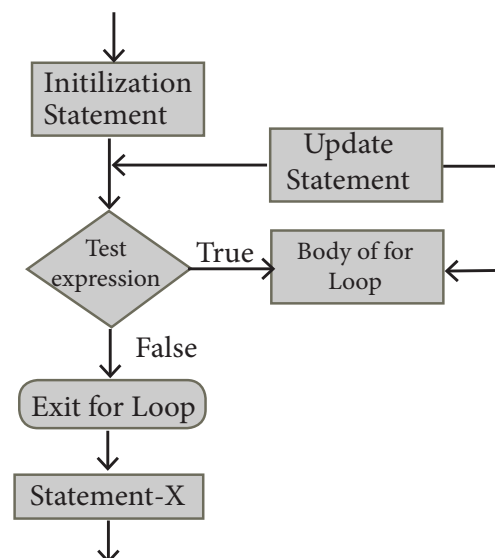 Initilization
Statement
Update
Statement
Test
expression
True
Body of for
Loop
False
Exit for Loop
Statement-X